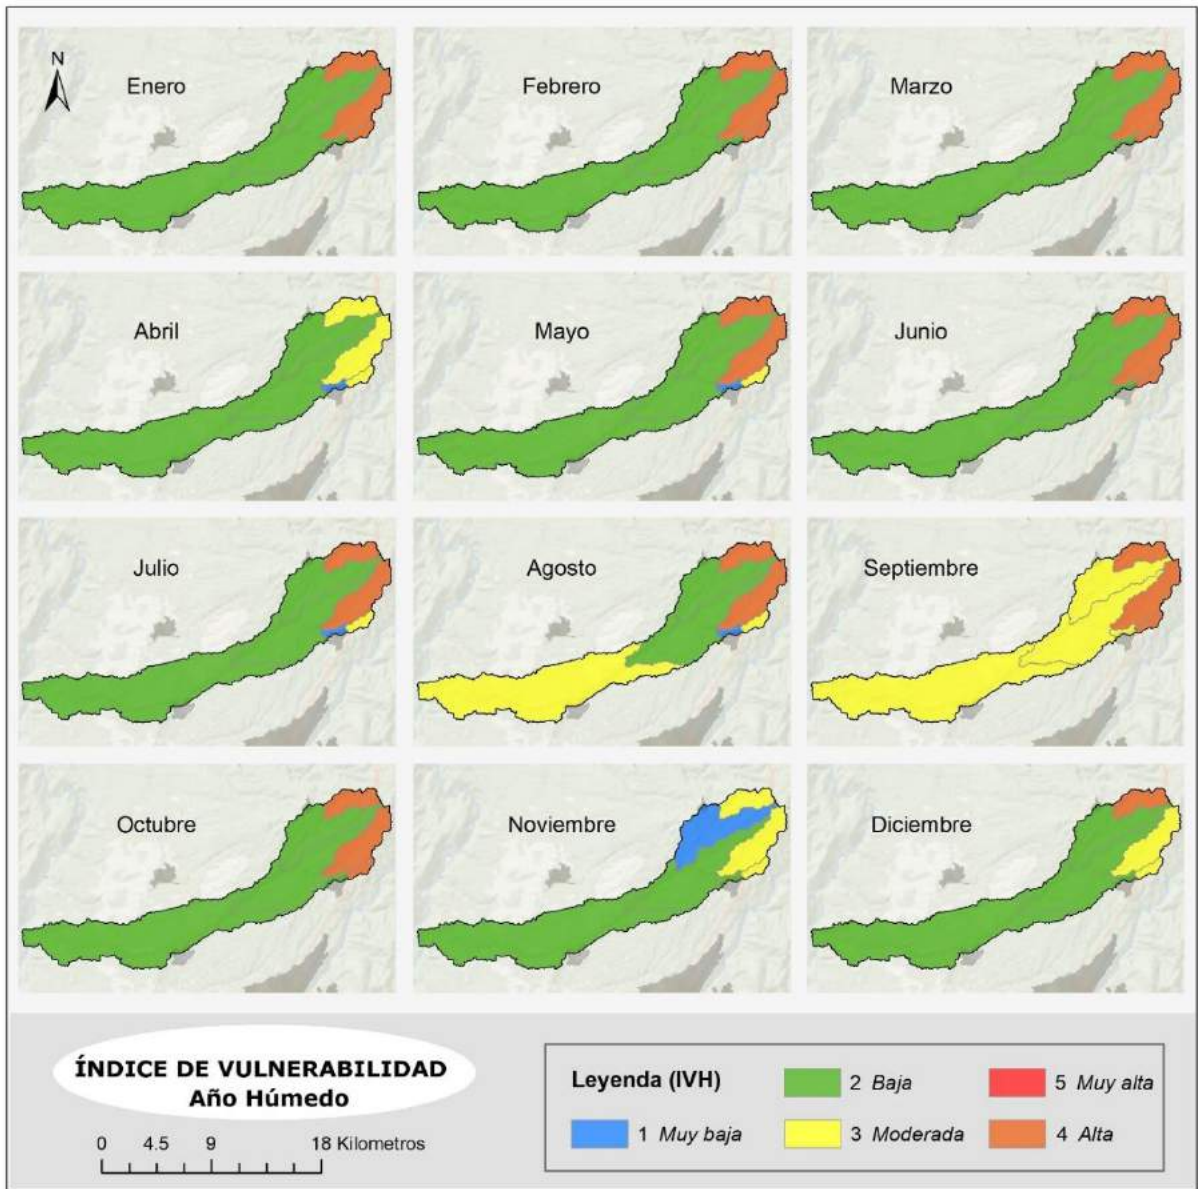 N
Enero
Febrero
Marzo
Abril
Mayo
Junio
Julio
Agosto
Septiembre
Octubre
Noviembre
Diciembre
ÍNDICE DE VULNERABILIDAD
Año Húmedo
0 4.5 9 18 Kilometros
Leyenda (IVH)
1 Muy baja
2 Baja
3 Moderada
5 Muy alta
4 Alta